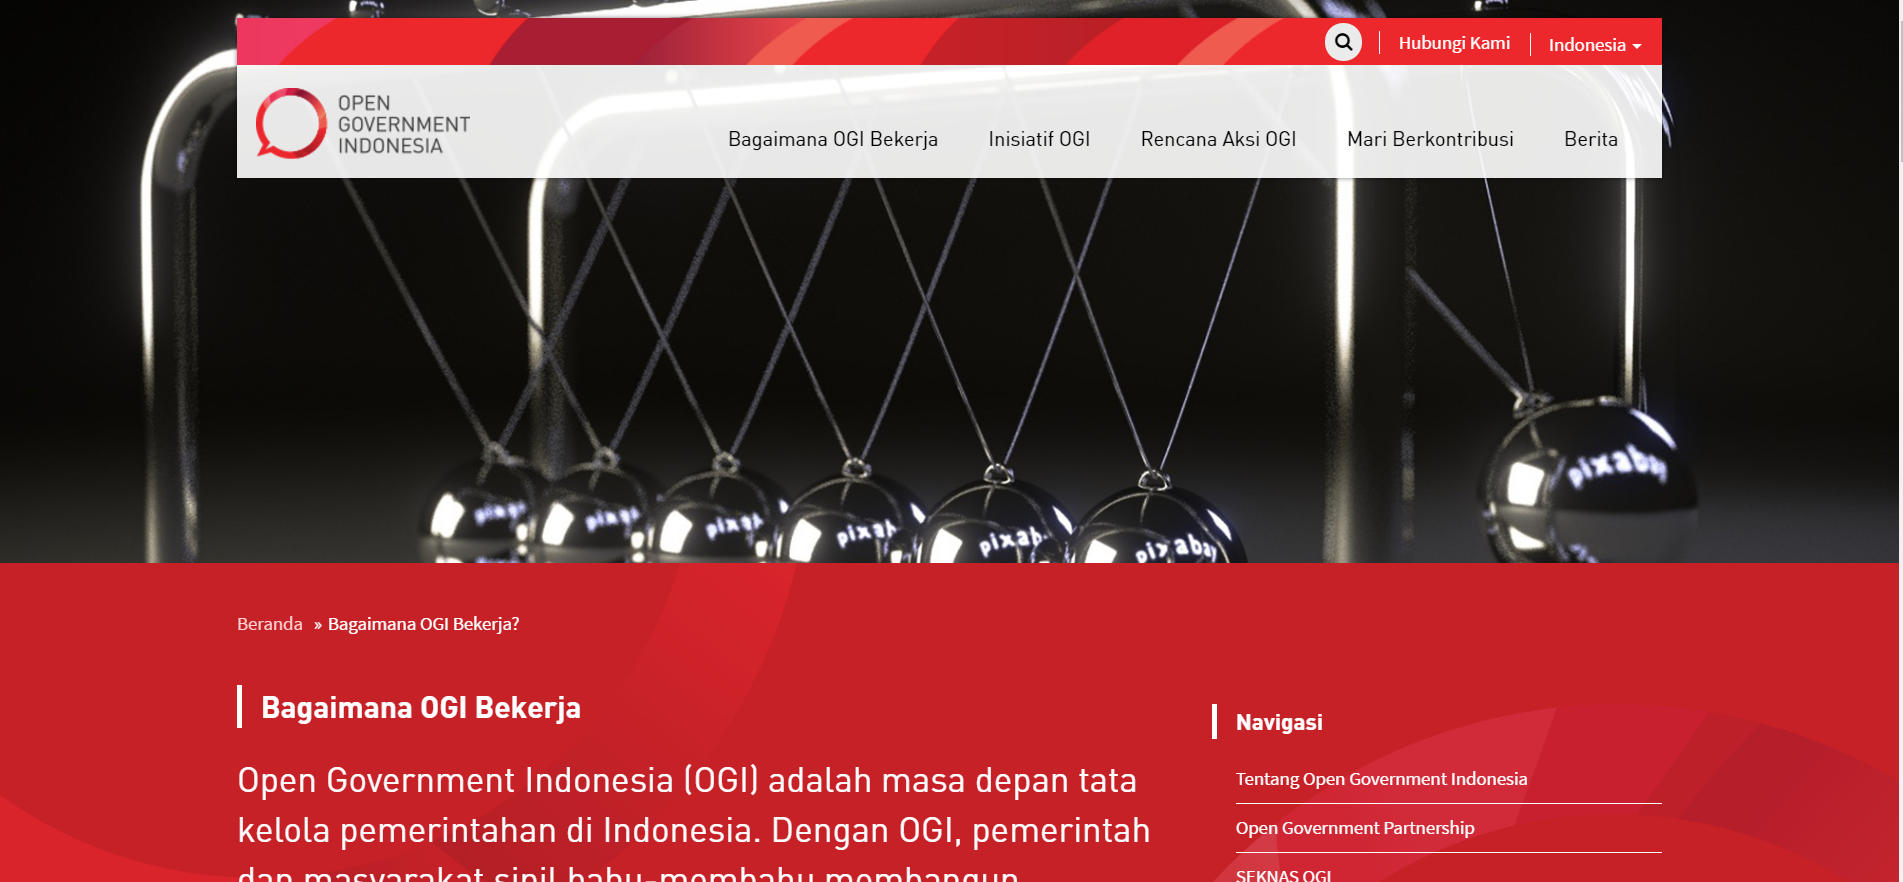 Hubungi Kami
Indonesia
OPEN
GOVERNMENT
INDONESIA
Bagaimana OGI Bekerja
Inisiatif OGI
Rencana Aksi OGI
Mari Berkontribusi
Berita
pixabay
pixabay
Beranda » Bagaimana OGI Bekerja?
Bagaimana OGI Bekerja
Open Government Indonesia (OGI) adalah masa depan tata
kelola pemerintahan di Indonesia. Dengan OGI, pemerintah
dan masyarakat sipil bahu-membahu membangun
Navigasi
Tentang Open Government Indonesia
Open Government Partnership
SEKNAS OGI